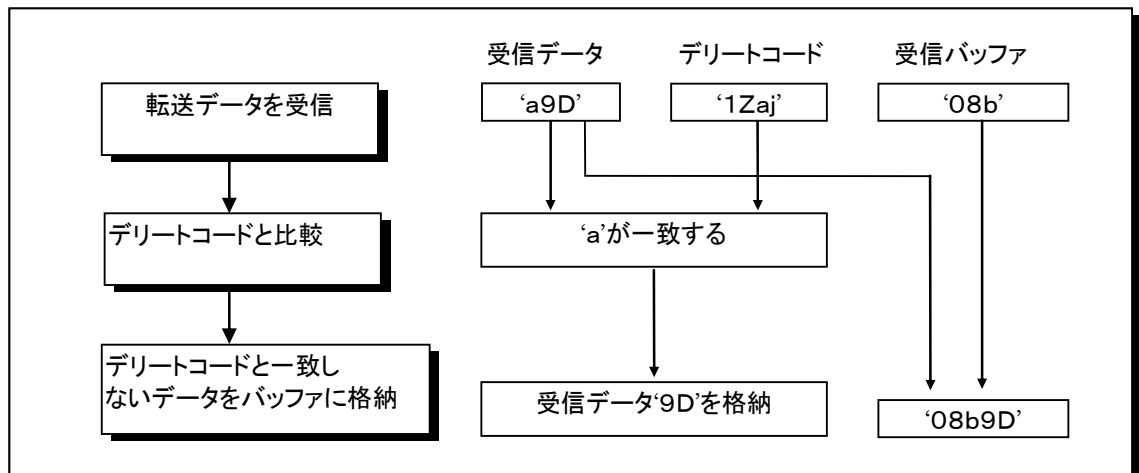 受信データ
デリートコード
受信バッファ
転送データを受信
‘a9D’
‘1Zaj’
‘08b’
デリートコードと比較
‘a’が一致する
デリートコードと一致し
ないデータをバッファに格納
受信データ‘9D’を格納
‘08b9D’